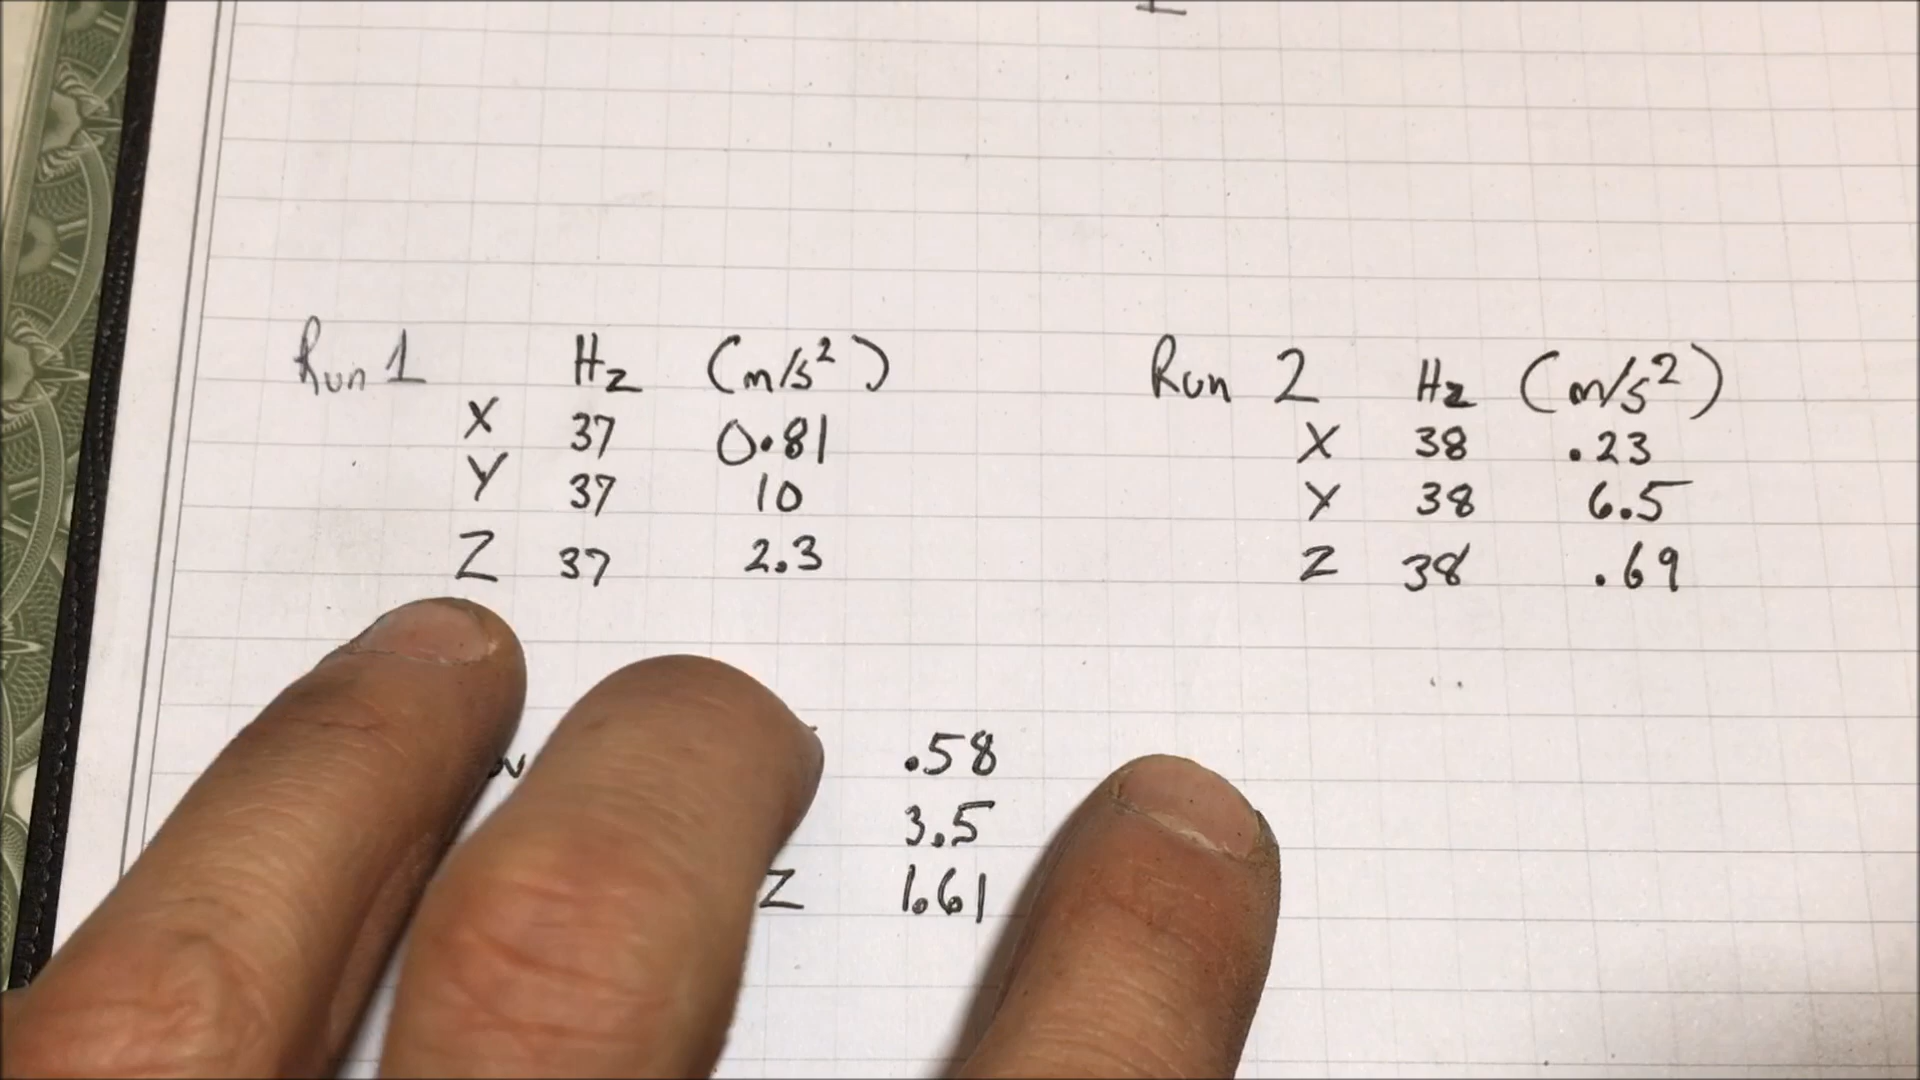 Run 1 Hz (m/s²)
X 37 0.81
Y 37 10
Z 37 2.3
Run 2 Hz (m/s²)
X 38 .23
Y 38 6.5
Z 38 .69
.58
3.5
Z 1.61